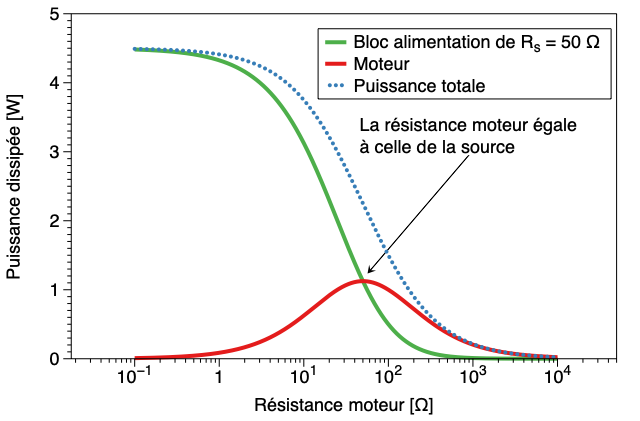 5
Bloc alimentation de Rs = 50 Ω
Moteur
Puissance totale
4
La résistance moteur égale
à celle de la source
3
2
1
0
Puissance dissipée [W]
10−1 1 101 102 103 104
Résistance moteur [Ω]